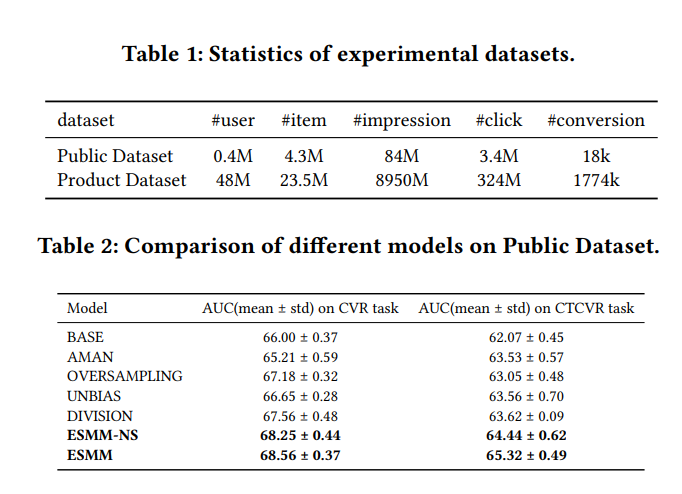 Table 1: Statistics of experimental datasets.
dataset #user #item #impression #click #conversion
Public Dataset 0.4M 4.3M 84M 3.4M 18k
Product Dataset 48M 23.5M 8950M 324M 1774k
Table 2: Comparison of different models on Public Dataset.
Model AUC(mean ± std) on CVR task AUC(mean ± std) on CTCVR task
BASE 66.00 ± 0.37 62.07 ± 0.45
AMAN 65.21 ± 0.59 63.53 ± 0.57
OVERSAMPLING 67.18 ± 0.32 63.05 ± 0.48
UNBIAS 66.65 ± 0.28 63.56 ± 0.70
DIVISION 67.56 ± 0.48 63.62 ± 0.09
ESMM-NS 68.25 ± 0.44 64.44 ± 0.62
ESMM 68.56 ± 0.37 65.32 ± 0.49